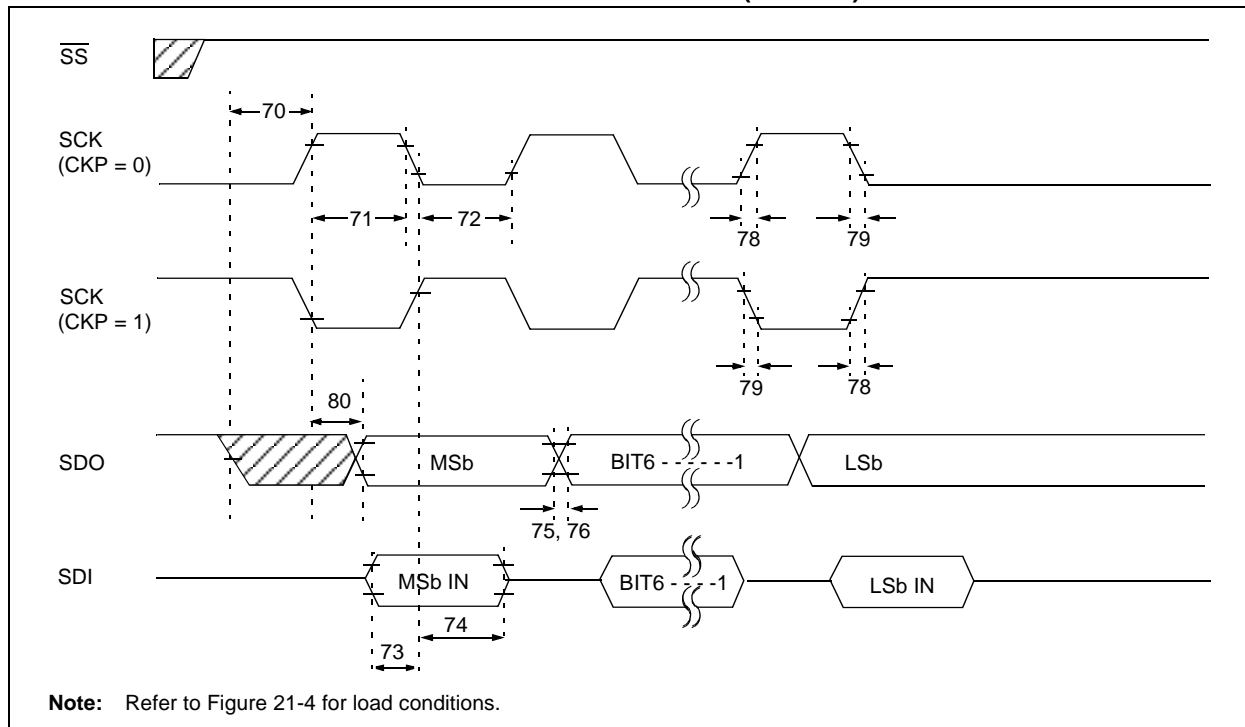 SS
70
SCK
(CKP = 0)
71
72
78
79
SCK
(CKP = 1)
79
78
80
SDO
MSb
BIT6 - - - - - -1
LSb
75, 76
SDI
MSb IN
BIT6 - - - - -1
LSb IN
74
73
Note: Refer to Figure 21-4 for load conditions.